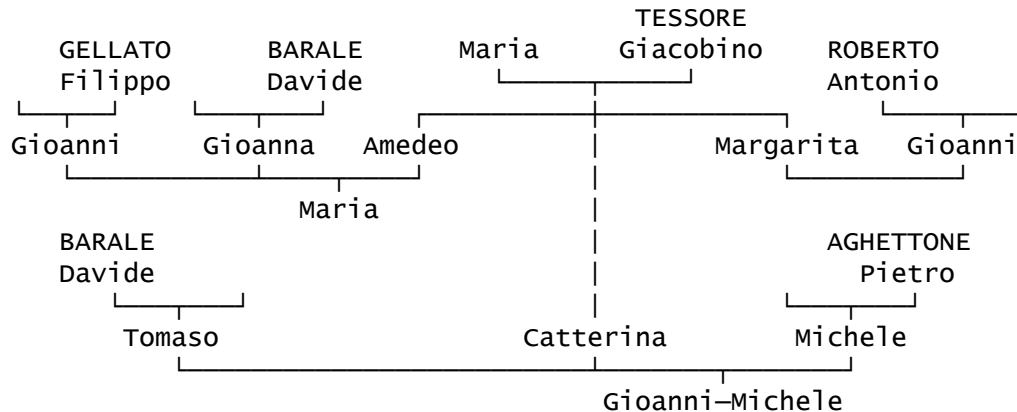 TESSORE
GELLATO BARALE Maria Giacobino ROBERTO
Filippo Davide Antonio
Gioanni Gioanna Amedeo Margarita Gioanni
Maria
BARALE AGHETTONE
Davide Pietro
Tomaso Catterina Michele
Gioanni—Michele